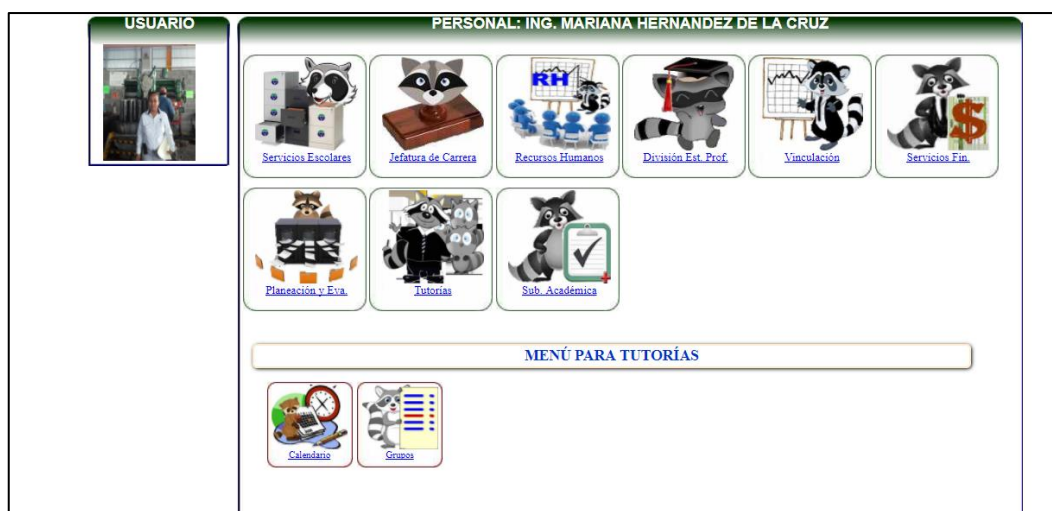 USUARIO
PERSONAL: ING. MARIANA HERNANDEZ DE LA CRUZ
RH
Servicios Escolares
Jefatura de Carrera
Recursos Humanos
División Est. Prof.
Vinculación
$
Servicios Fin.
Planeación y Eva.
Tutorías
Sub. Académica
MENÚ PARA TUTORÍAS
Calendario
Grupos